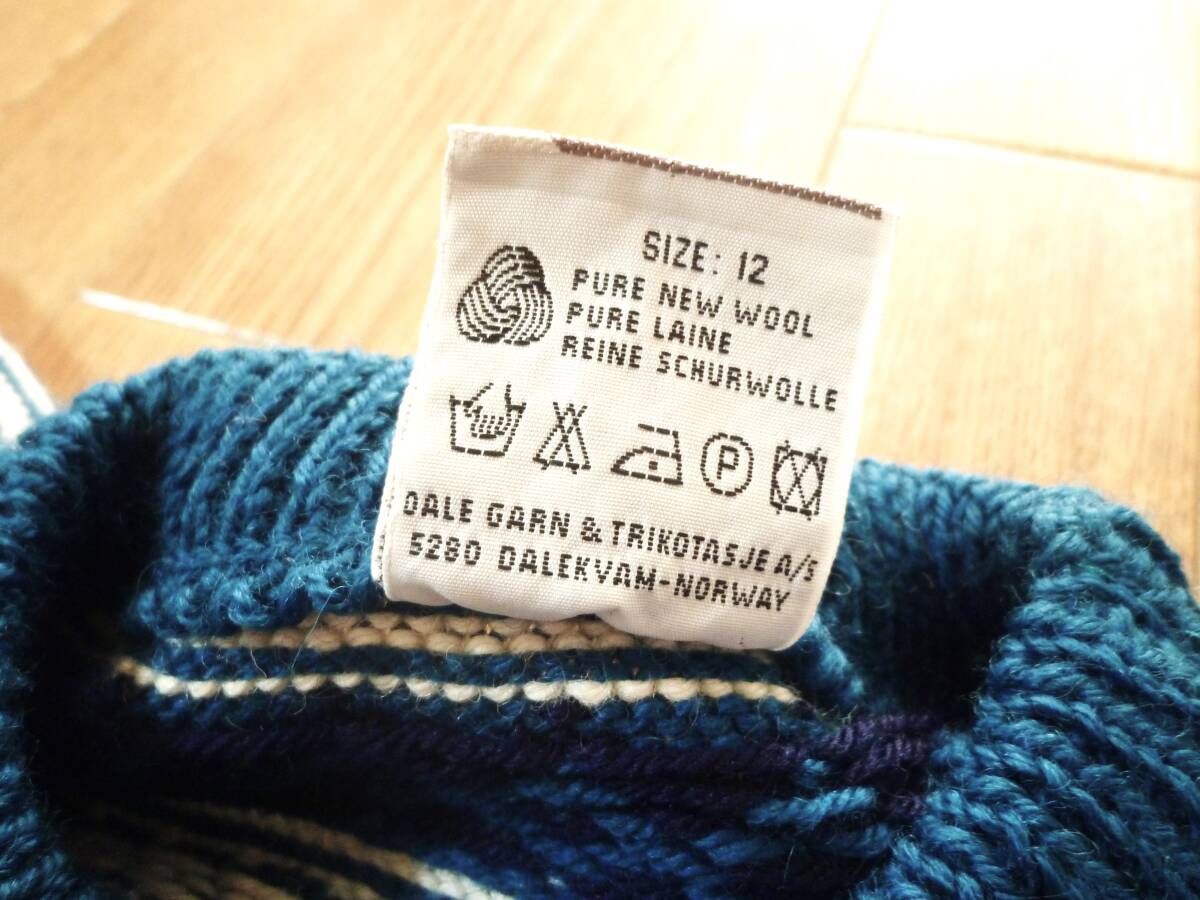 SIZE: 12
PURE NEW WOOL
PURE LAINE
REINE SCHURWOLLE
P
DALE GARN & TRIKOTASJE A/S
5280 DALEKVAM-NORWAY